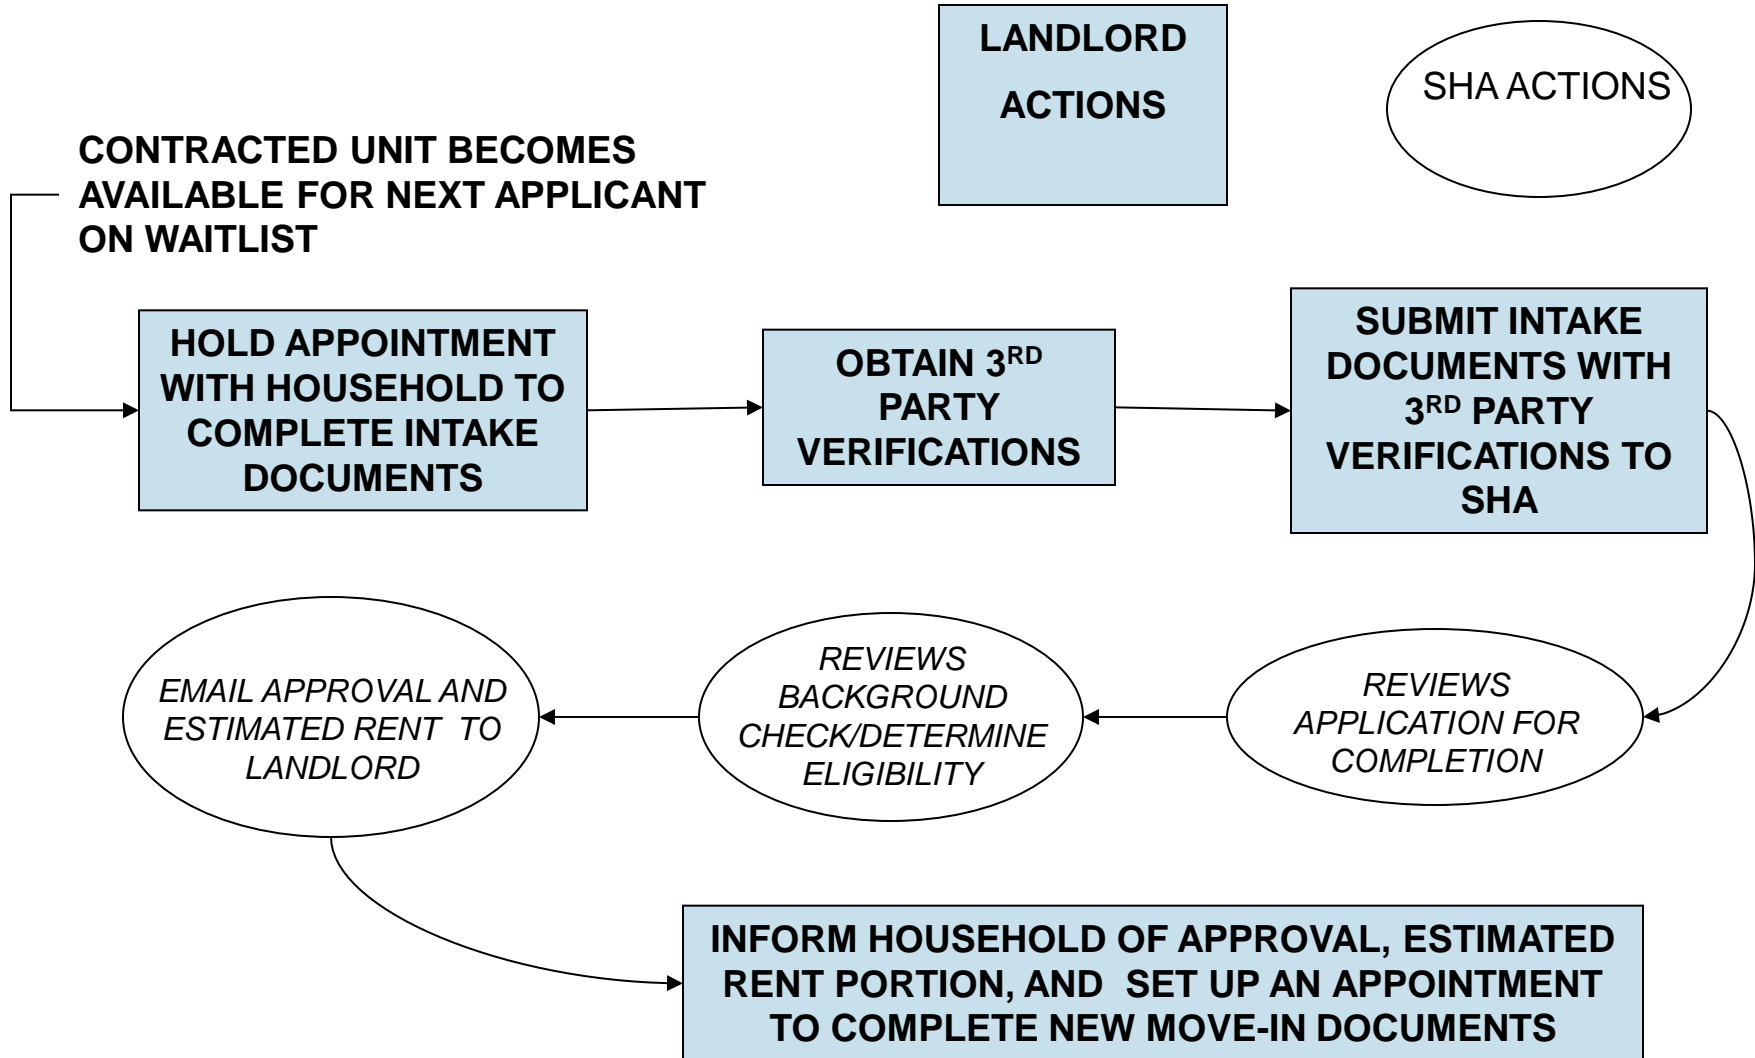 LANDLORD
ACTIONS
SHA ACTIONS
CONTRACTED UNIT BECOMES
AVAILABLE FOR NEXT APPLICANT
ON WAITLIST
HOLD APPOINTMENT
WITH HOUSEHOLD TO
COMPLETE INTAKE
DOCUMENTS
OBTAIN 3RD
PARTY
VERIFICATIONS
SUBMIT INTAKE
DOCUMENTS WITH
3RD PARTY
VERIFICATIONS TO
SHA
REVIEWS
APPLICATION FOR
COMPLETION
REVIEWS
BACKGROUND
CHECK/DETERMINE
ELIGIBILITY
EMAIL APPROVAL AND
ESTIMATED RENT TO
LANDLORD
INFORM HOUSEHOLD OF APPROVAL, ESTIMATED
RENT PORTION, AND SET UP AN APPOINTMENT
TO COMPLETE NEW MOVE-IN DOCUMENTS